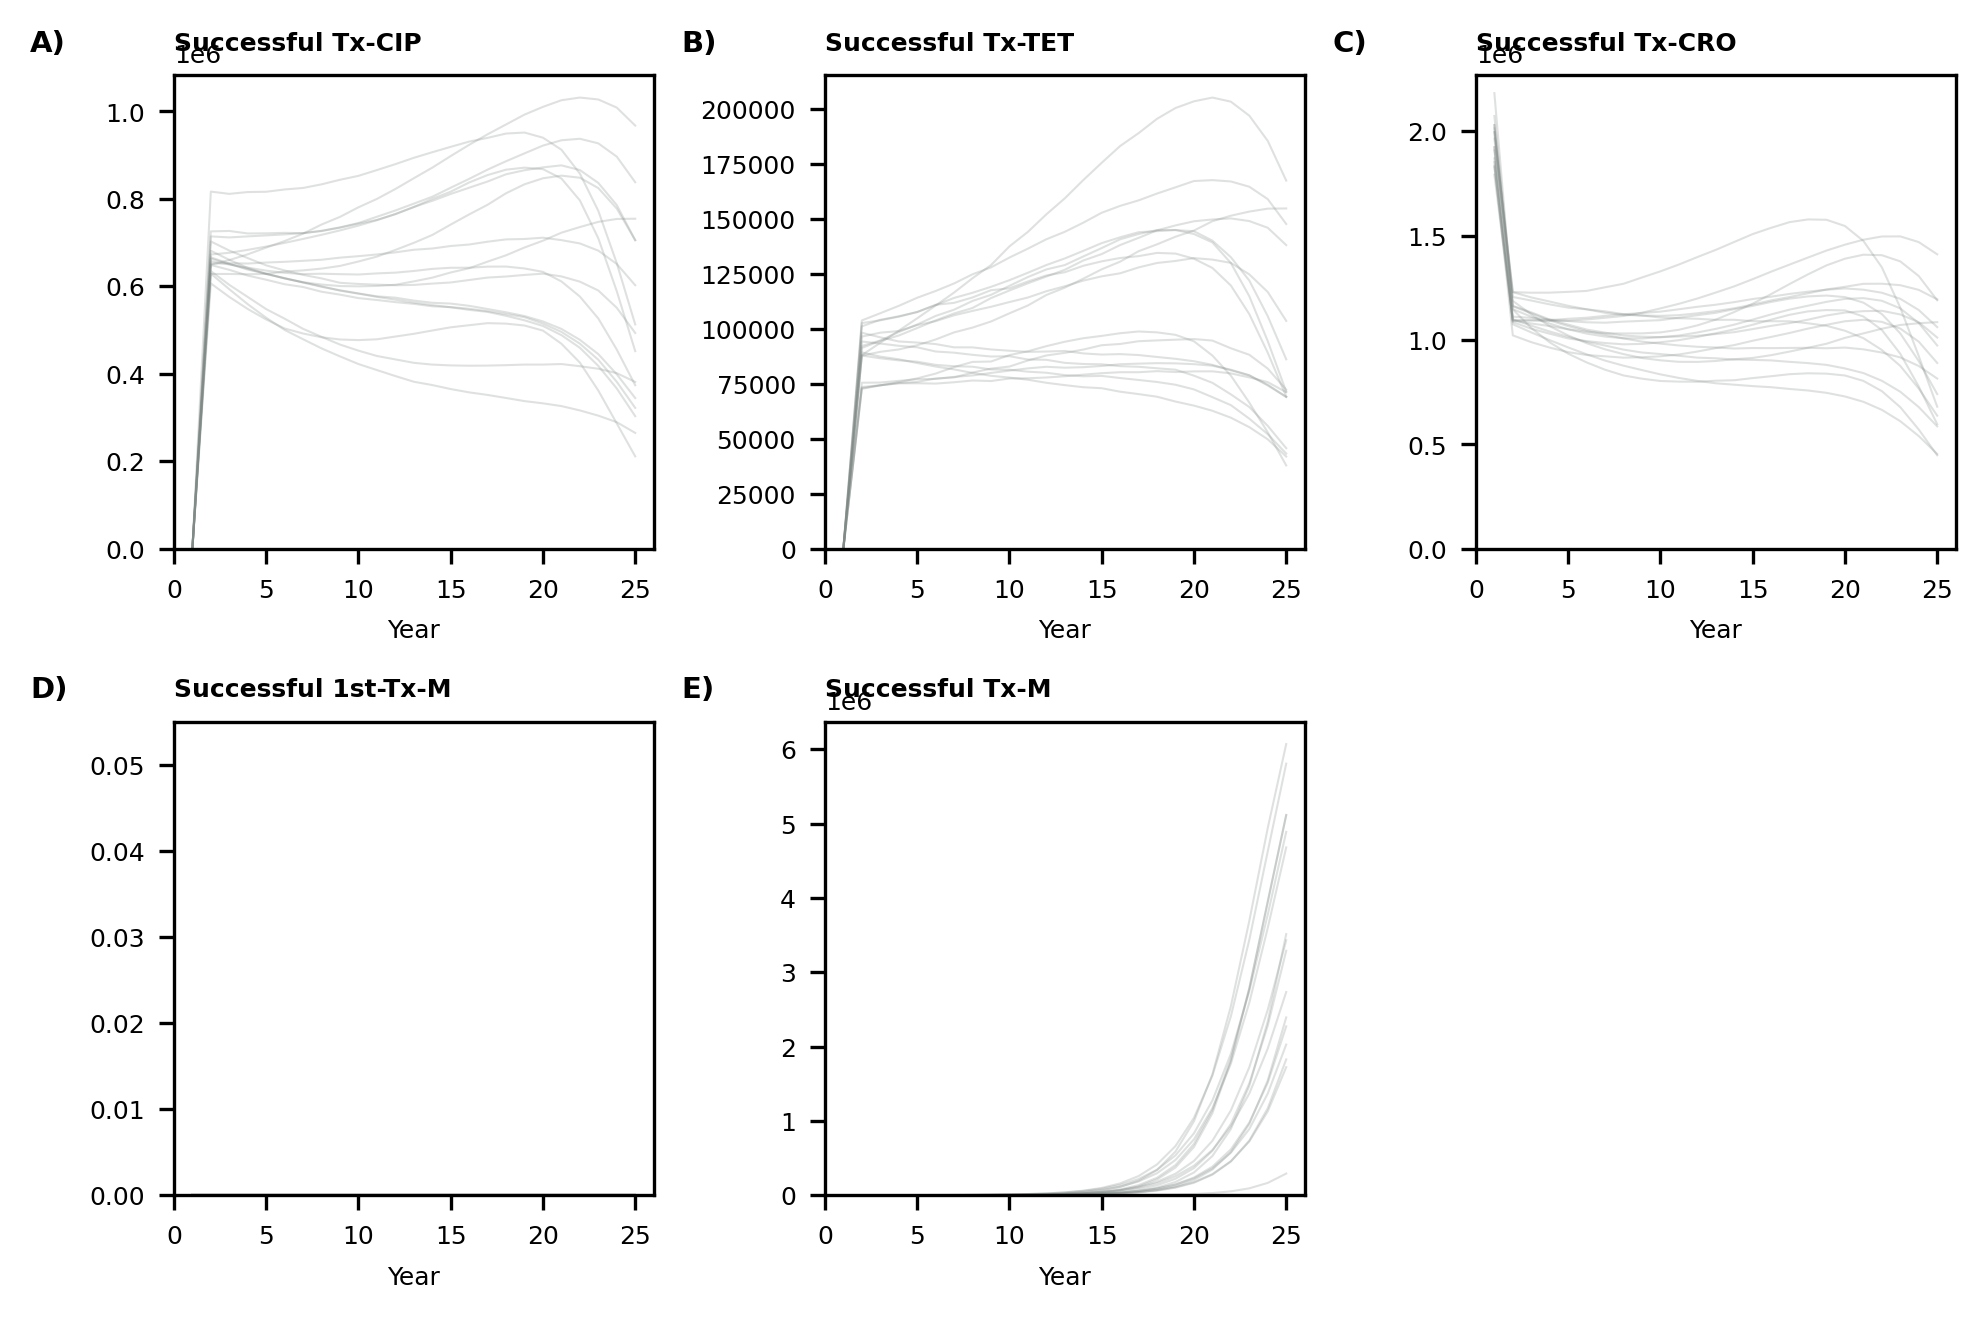 A) Successful Tx-CIP
1e6
1.0
0.8
0.6
0.4
0.2
0.0
0 5 10 15 20 25
Year
B) Successful Tx-TET
200000
175000
150000
125000
100000
75000
50000
25000
0
0 5 10 15 20 25
Year
C) Successful Tx-CRO
1e6
2.0
1.5
1.0
0.5
0.0
0 5 10 15 20 25
Year
D) Successful 1st-Tx-M
0.05
0.04
0.03
0.02
0.01
0.00
0 5 10 15 20 25
Year
E) Successful Tx-M
1e6
6
5
4
3
2
1
0
0 5 10 15 20 25
Year